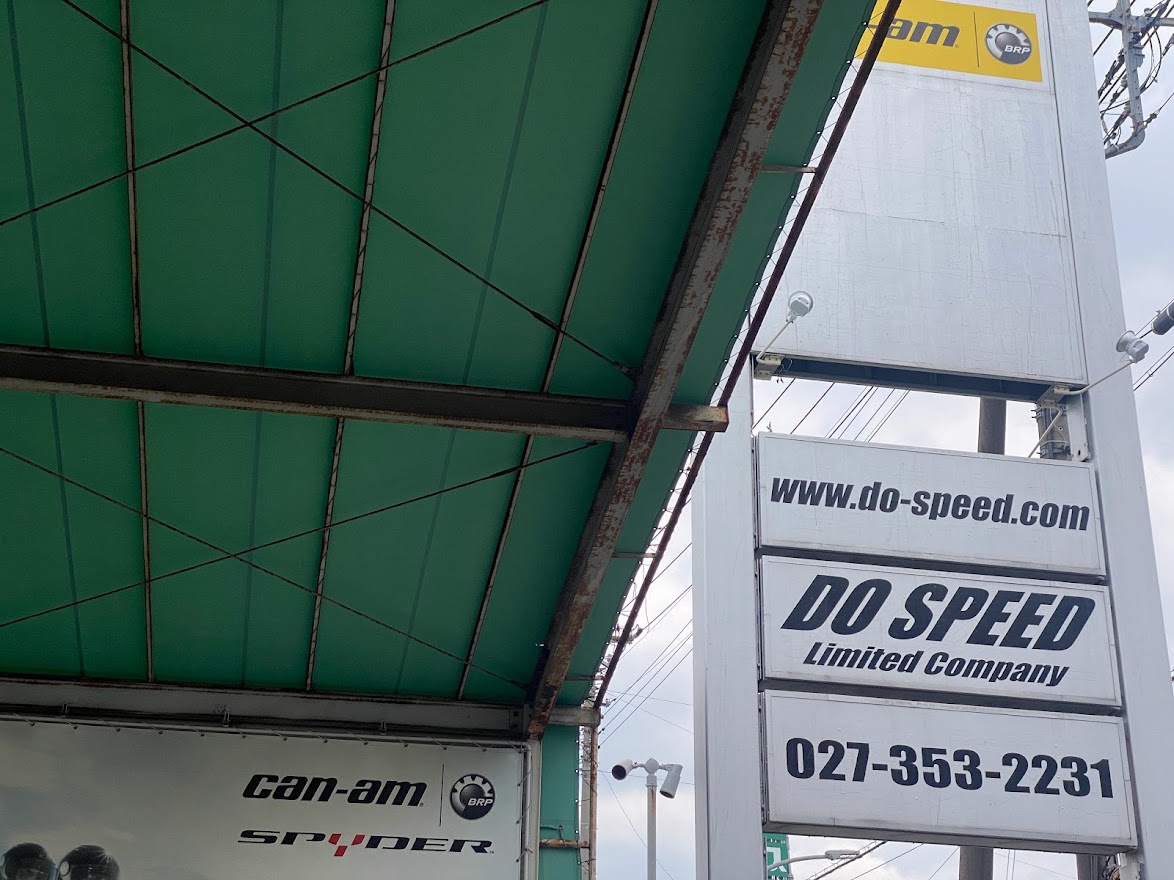 -am
BRP
www.do-speed.com
DO SPEED
Limited Company
027-353-2231
can-am
BRP
SPYDER